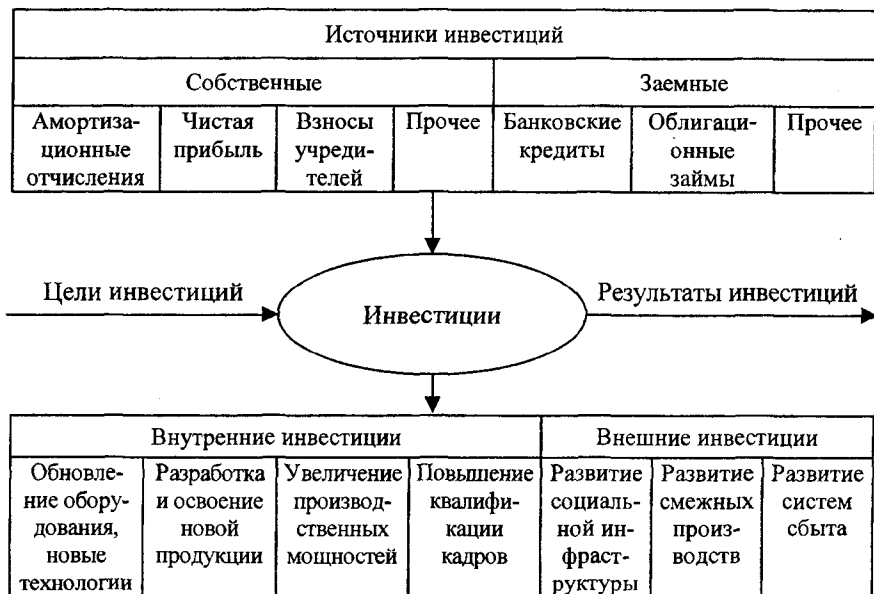 Источники инвестиций
Собственные
Заемные
Амортиза-
ционные
отчисления
Чистая
прибыль
Взносы
учреди-
телей
Прочее
Банковские
кредиты
Облигаци-
онные
займы
Прочее
Цели инвестиций
Инвестиции
Результаты инвестиций
Внутренние инвестиции
Внешние инвестиции
Обновле-
ние обору-
дования,
новые
технологии
Разработка
и освоение
новой
продукции
Увеличение
производ-
ственных
мощностей
Повышение
квалифи-
кации
кадров
Развитие
социаль-
ной ин-
фраст-
руктуры
Развитие
смежных
произ-
водств
Развитие
систем
сбыта